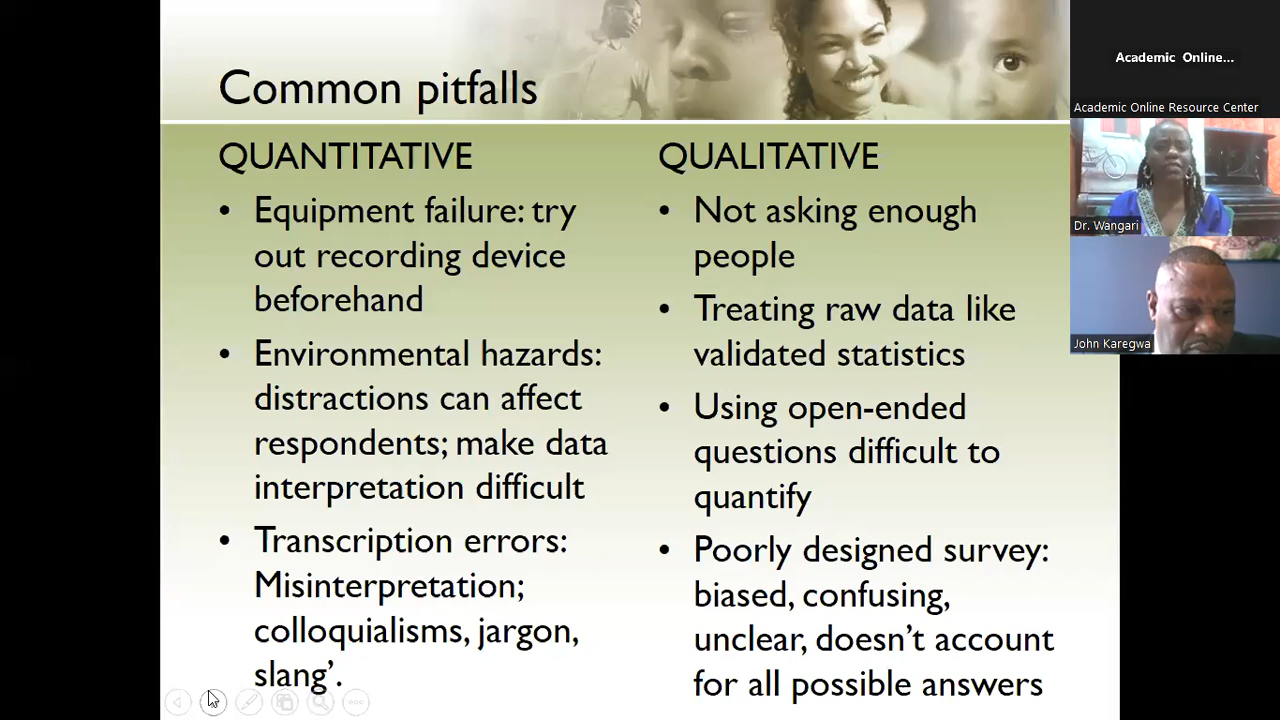 Common pitfalls
QUANTITATIVE
• Equipment failure: try
out recording device
beforehand
• Environmental hazards:
distractions can affect
respondents; make data
interpretation difficult
• Transcription errors:
Misinterpretation;
colloquialisms, jargon,
slang’.
QUALITATIVE
• Not asking enough
people
• Treating raw data like
validated statistics
• Using open-ended
questions difficult to
quantify
• Poorly designed survey:
biased, confusing,
unclear, doesn’t account
for all possible answers
Academic Online...
Academic Online Resource Center
Dr. Wangari
John Karegwa